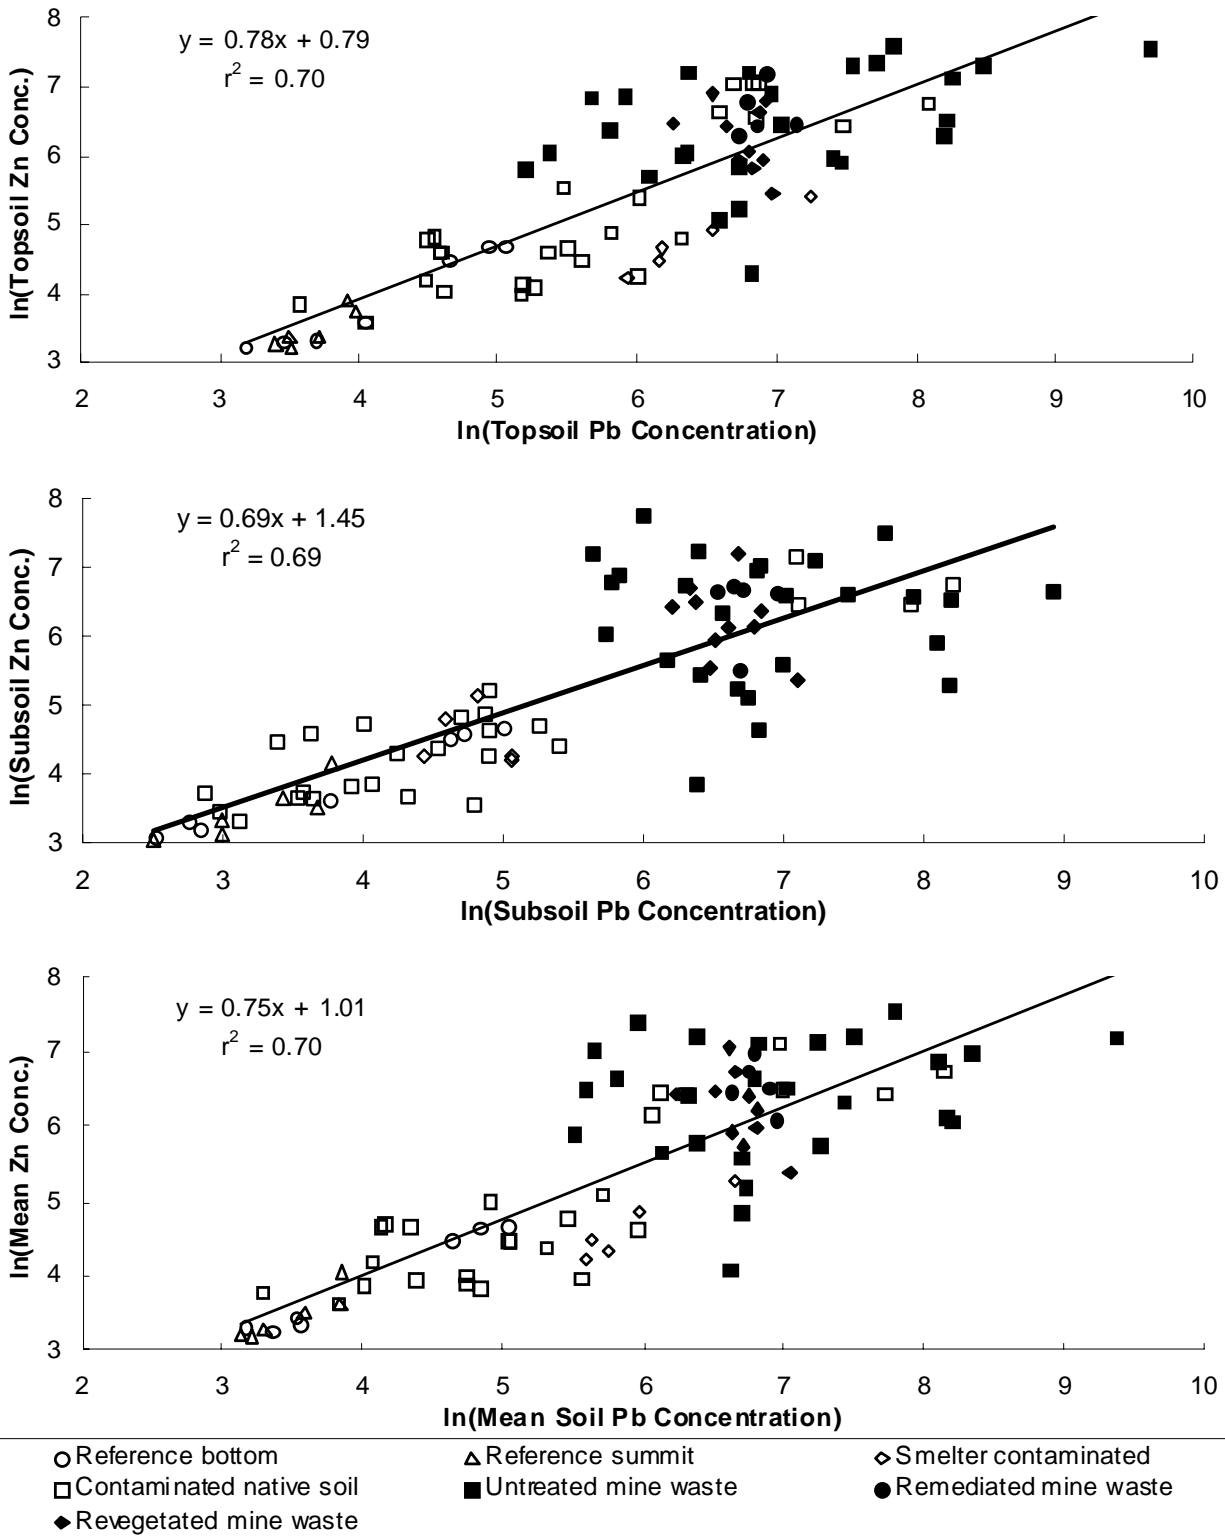 8
7
6
5
4
3
ln(Topsoil Zn Conc.)
y = 0.78x + 0.79
r² = 0.70
2 3 4 5 6 7 8 9 10
ln(Topsoil Pb Concentration)
8
7
6
5
4
3
ln(Subsoil Zn Conc.)
y = 0.69x + 1.45
r² = 0.69
2 3 4 5 6 7 8 9 10
ln(Subsoil Pb Concentration)
8
7
6
5
4
3
ln(Mean Zn Conc.)
y = 0.75x + 1.01
r² = 0.70
2 3 4 5 6 7 8 9 10
ln(Mean Soil Pb Concentration)
Reference bottom Reference summit Smelter contaminated
Contaminated native soil Untreated mine waste Remediated mine waste
Revegetated mine waste